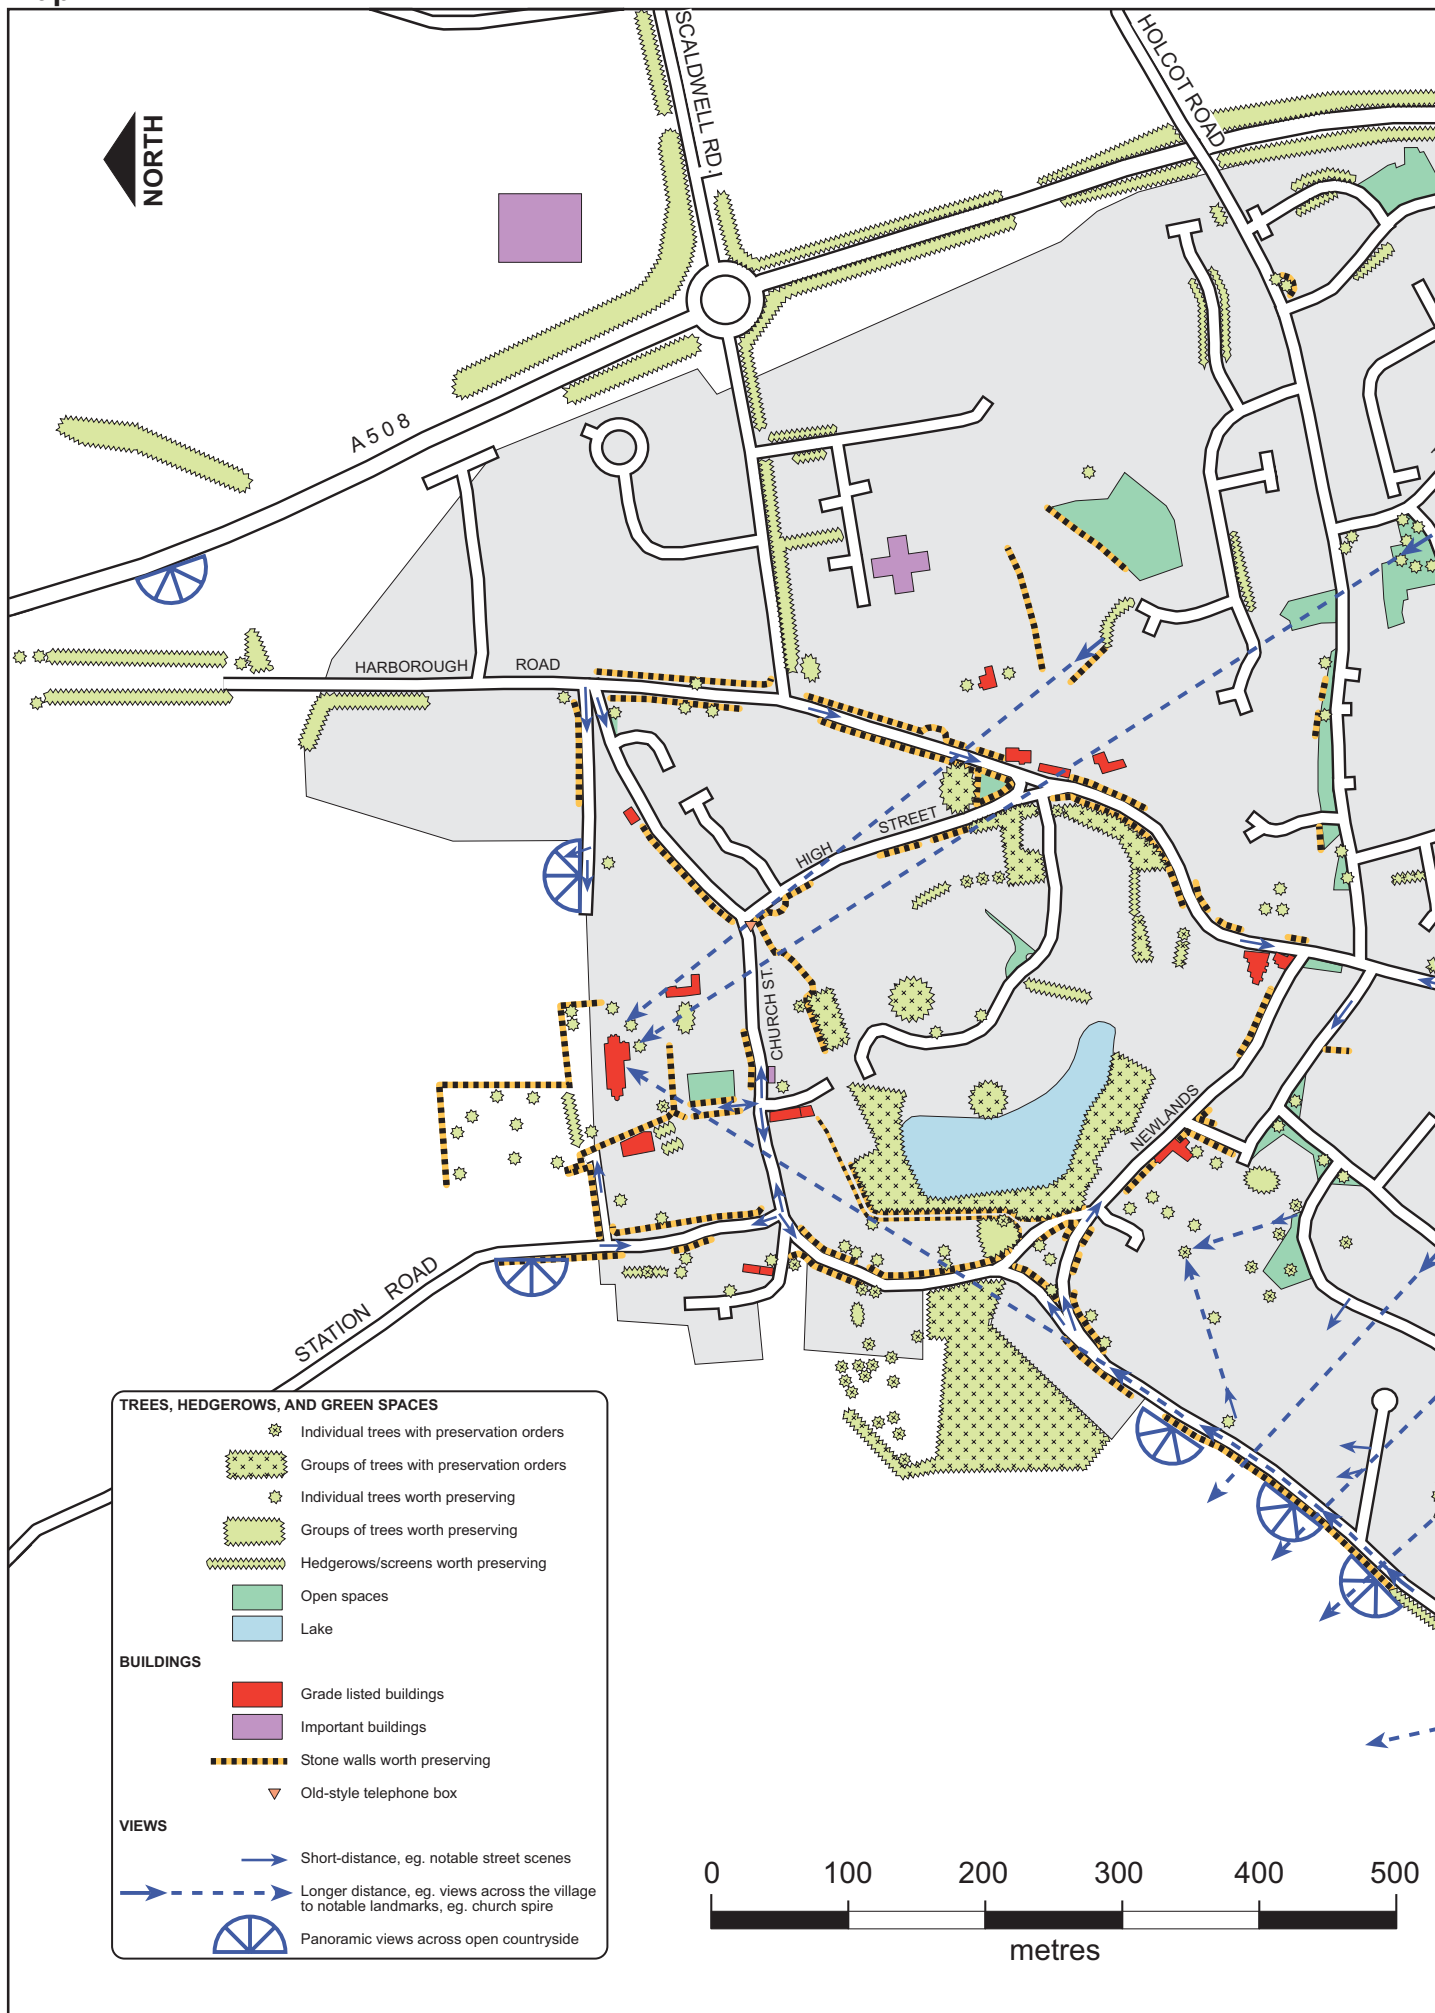 SCALDWELL RD.
HOLCOT ROAD
NORTH
A508
HARBOROUGH ROAD
HIGH STREET
CHURCH ST.
NEWLANDS
STATION ROAD
TREES, HEDGEROWS, AND GREEN SPACES
Individual trees with preservation orders
Groups of trees with preservation orders
Individual trees worth preserving
Groups of trees worth preserving
Hedgerows/screens worth preserving
Open spaces
Lake
BUILDINGS
Grade listed buildings
Important buildings
Stone walls worth preserving
Old-style telephone box
VIEWS
Short-distance, eg. notable street scenes
Longer distance, eg. views across the village
to notable landmarks, eg. church spire
Panoramic views across open countryside
0 100 200 300 400 500
metres